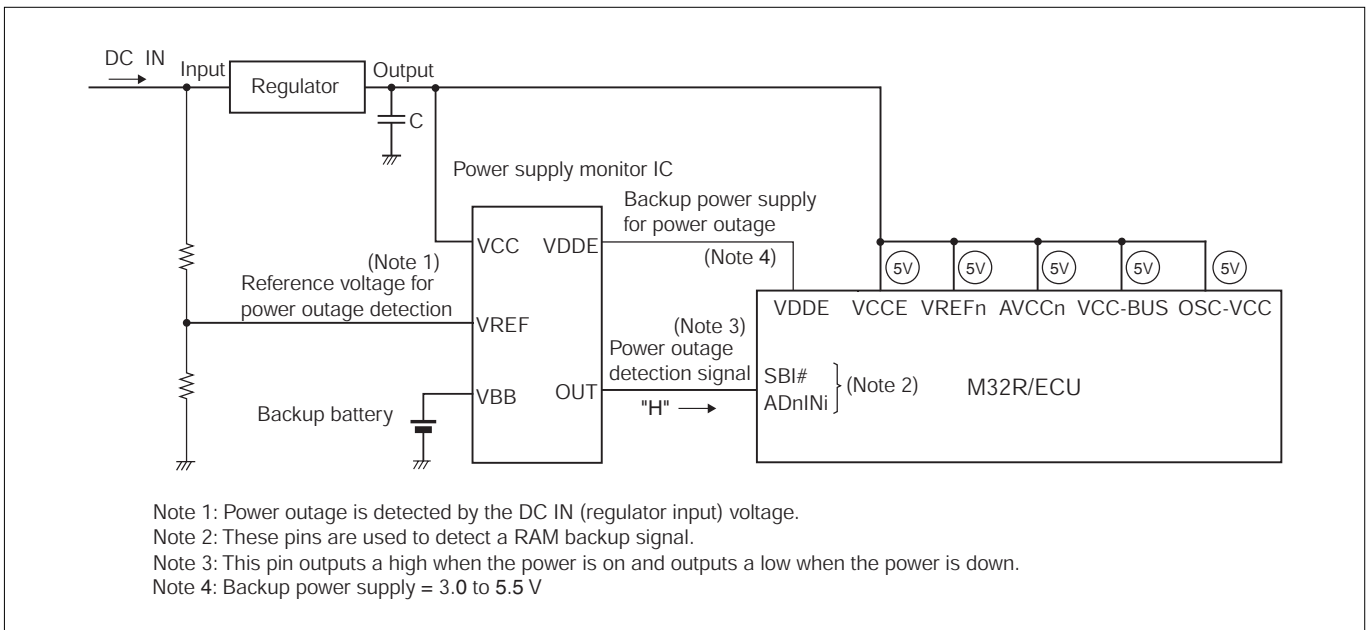 DC IN
Input
Regulator
Output
C
Power supply monitor IC
Backup power supply
for power outage
(Note 4)
VCC
VDDE
(Note 1)
Reference voltage for
power outage detection
VREF
(Note 3)
Power outage
detection signal
VBB
OUT
"H"
Backup battery
5V
5V
5V
5V
5V
VDDE
VCCE
VREFn
AVCCn
VCC-BUS
OSC-VCC
SBI#
ADnINi
(Note 2)
M32R/ECU
Note 1: Power outage is detected by the DC IN (regulator input) voltage.
Note 2: These pins are used to detect a RAM backup signal.
Note 3: This pin outputs a high when the power is on and outputs a low when the power is down.
Note 4: Backup power supply = 3.0 to 5.5 V